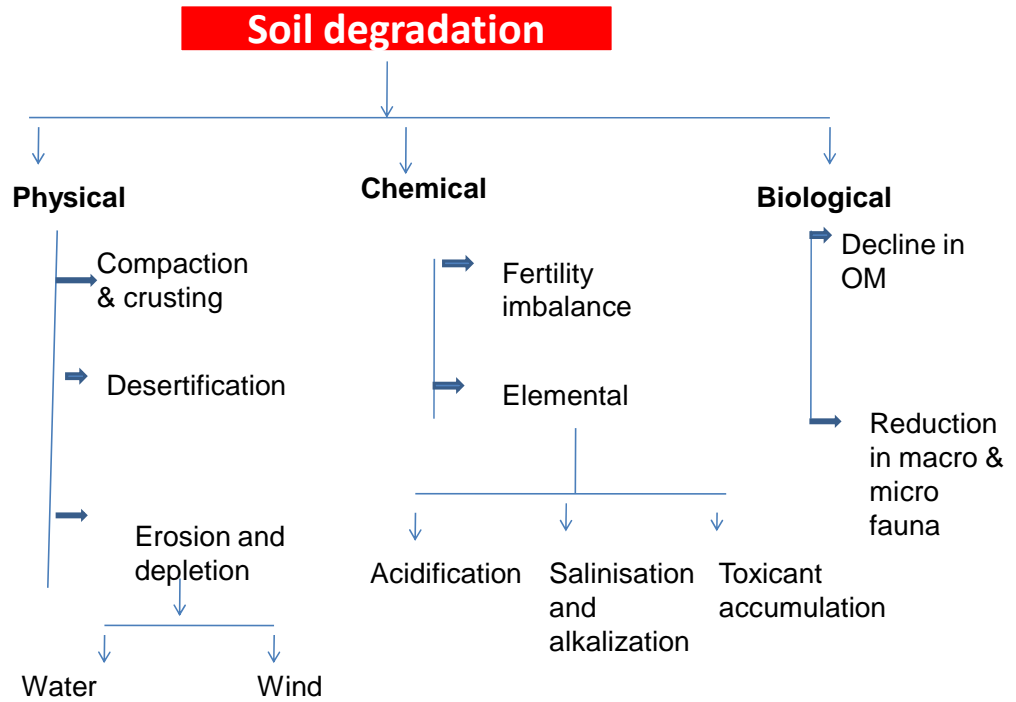 Soil degradation
Physical
Chemical
Biological
Compaction
& crusting
Desertification
Erosion and
depletion
Water
Wind
Fertility
imbalance
Elemental
Acidification
Salinisation
and
alkalization
Toxicant
accumulation
Decline in
OM
Reduction
in macro &
micro
fauna